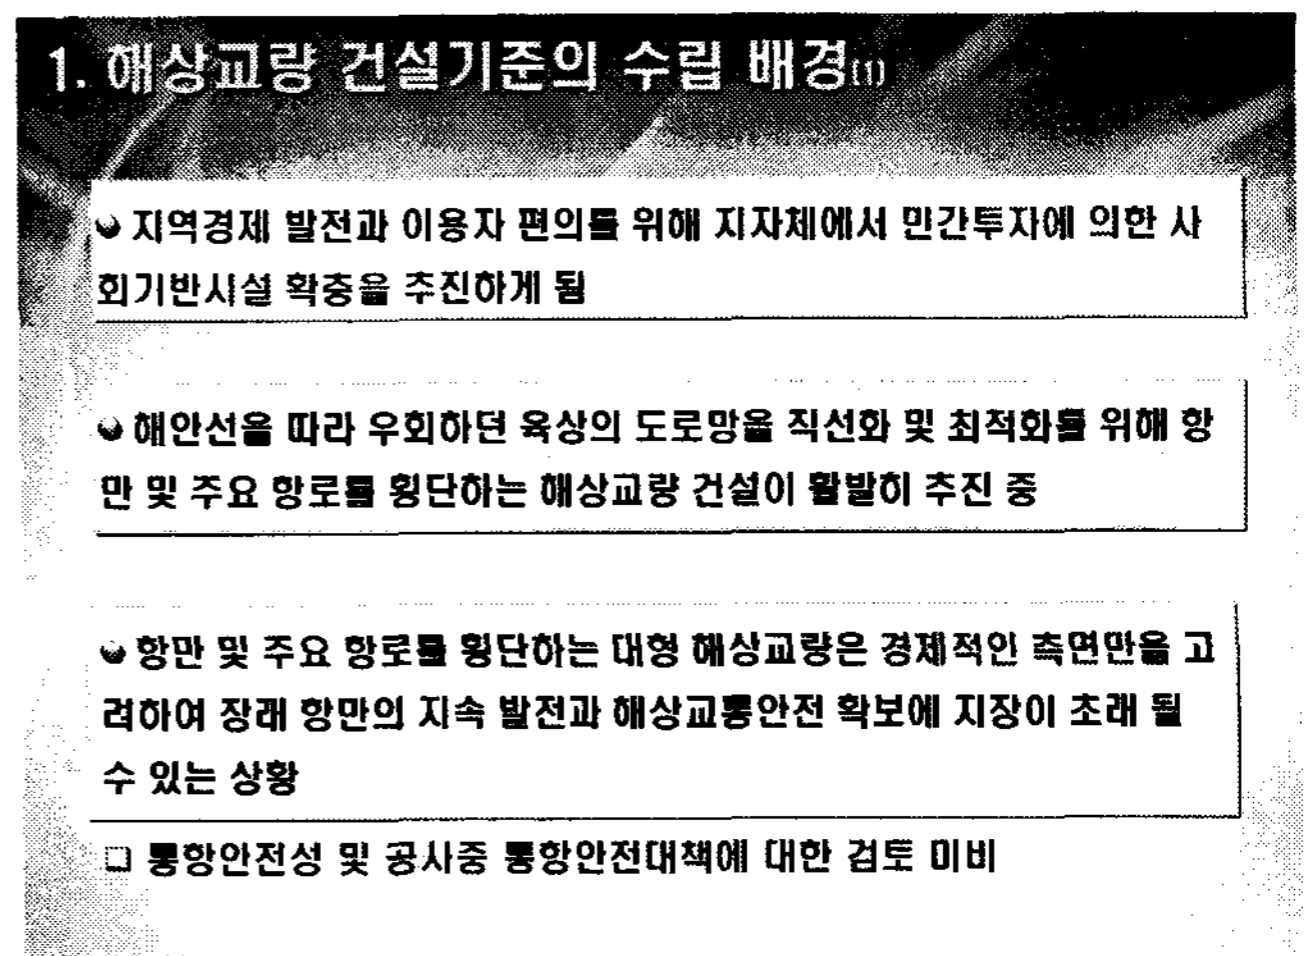 1. 해상교량 건설기준의 수립 배경(1)
지역경제 발전과 이용자 편의를 위해 지자체에서 민간투자에 의한 사
회기반시설 확충을 추진하게 됨
해안선을 따라 우회하던 육상의 도로망을 직선화 및 최적화를 위해 항
만 및 주요 항로를 횡단하는 해상교량 건설이 활발히 추진 중
항만 및 주요 항로를 횡단하는 대형 해상교량은 경제적인 측면만을 고
려하여 장래 항만의 지속 발전과 해상교통안전 확보에 지장이 초래 될
수 있는 상황
❑ 통항안전성 및 공사중 통항안전대책에 대한 검토 미비